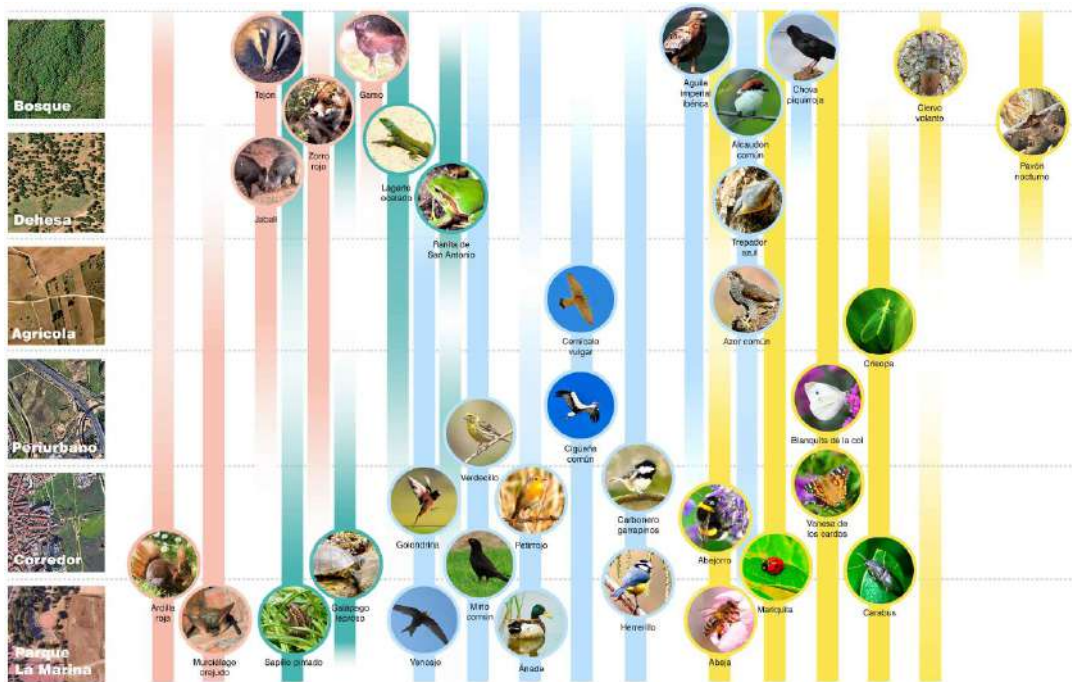 Bosque
Tejón
Gamo
Águila
imperial
ibérica
Chova
piquirroja
Ciervo
volante
Zorro
rojo
Alcaudón
común
Pavón
nocturno
Dehesa
Jabalí
Lagarto
ocelado
Ranita de
San Antonio
Trepador
azul
Agrícola
Cernícalo
vulgar
Azor común
Crisopa
Periurbano
Verdecillo
Cigüeña
común
Blanquita de la col
Corredor
Golondrina
Petirrojo
Carbonero
garrapinos
Abejorro
Vanesa de
los cardos
Ardilla
roja
Galápago
leproso
Mirlo
común
Mariquita
Carabus
Parque
La Marina
Murciélago
orejudo
Sapillo pintado
Vencejo
Ánade
Herrerillo
Abeja